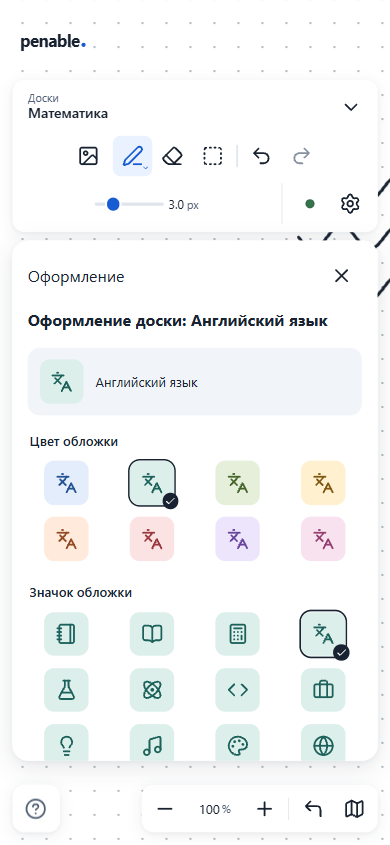 penable.
Доски
Математика
3.0 px
Оформление
Оформление доски: Английский язык
Английский язык
Цвет обложки
Значок обложки
100%